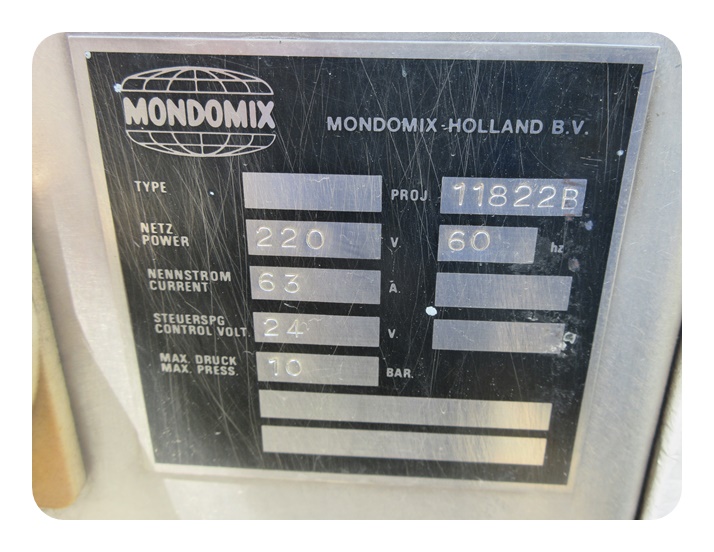 MONDOMIX
MONDOMIX-HOLLAND B.V.
TYPE PROJ. 11822B
NETZ
POWER 220 V. 60 hz
NENNSTROM
CURRENT 63 A.
STEUERSPG
CONTROL VOLT. 24 V.
MAX. DRUCK
MAX. PRESS. 10 BAR.